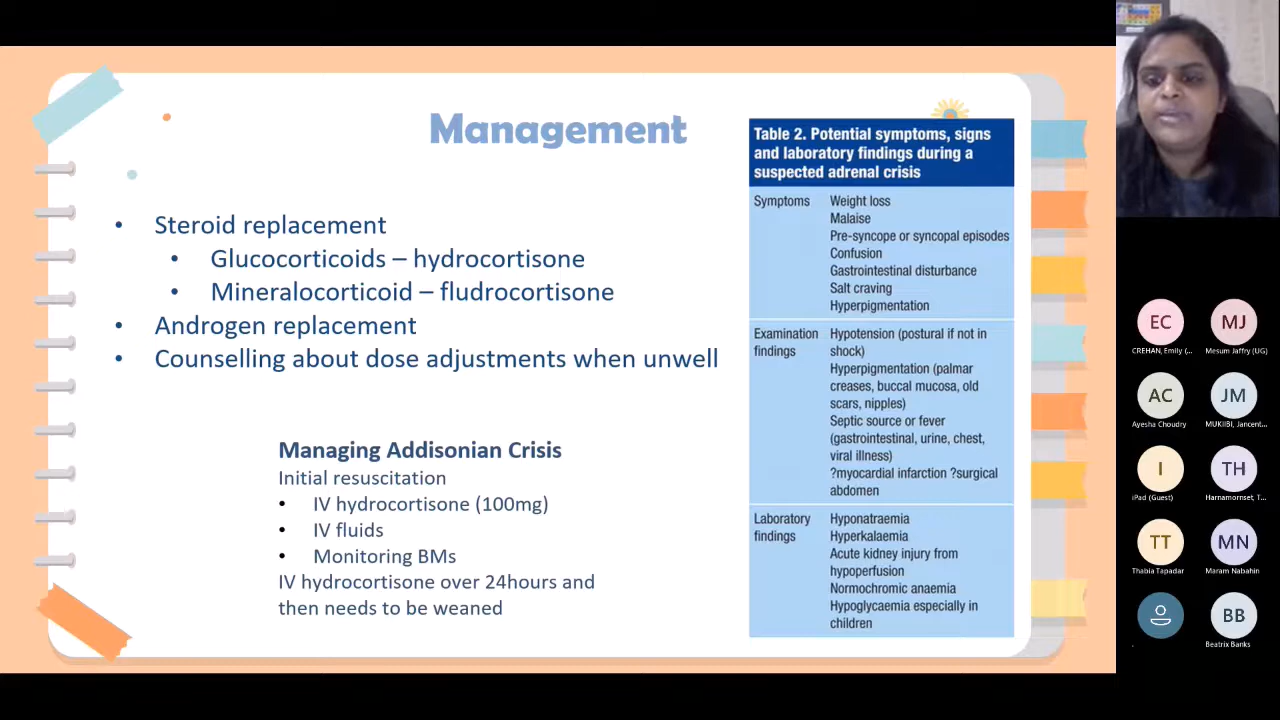 Management
• Steroid replacement
• Glucocorticoids – hydrocortisone
• Mineralocorticoid – fludrocortisone
• Androgen replacement
• Counselling about dose adjustments when unwell
Managing Addisonian Crisis
Initial resuscitation
• IV hydrocortisone (100mg)
• IV fluids
• Monitoring BMs
IV hydrocortisone over 24hours and
then needs to be weaned
Table 2. Potential symptoms, signs
and laboratory findings during a
suspected adrenal crisis
Symptoms Weight loss
Malaise
Pre-syncope or syncopal episodes
Confusion
Gastrointestinal disturbance
Salt craving
Hyperpigmentation
Examination Hypotension (postural if not in
findings shock)
Hyperpigmentation (palmar
creases, buccal mucosa, old
scars, nipples)
Septic source or fever
(gastrointestinal, urine, chest,
viral illness)
?myocardial infarction ?surgical
abdomen
Laboratory Hyponatraemia
findings Hyperkalaemia
Acute kidney injury from
hypoperfusion
Normochromic anaemia
Hypoglycaemia especially in
children
EC MJ
CREHAN, Emily (... Mesum Jaffry (UG)
AC JM
Ayesha Choudry MUKIIBI, Jancent...
I TH
iPad (Guest) Harnamornset, T...
TT MN
Thabia Tapadar Maram Nabahin
BB
. Beatrix Banks